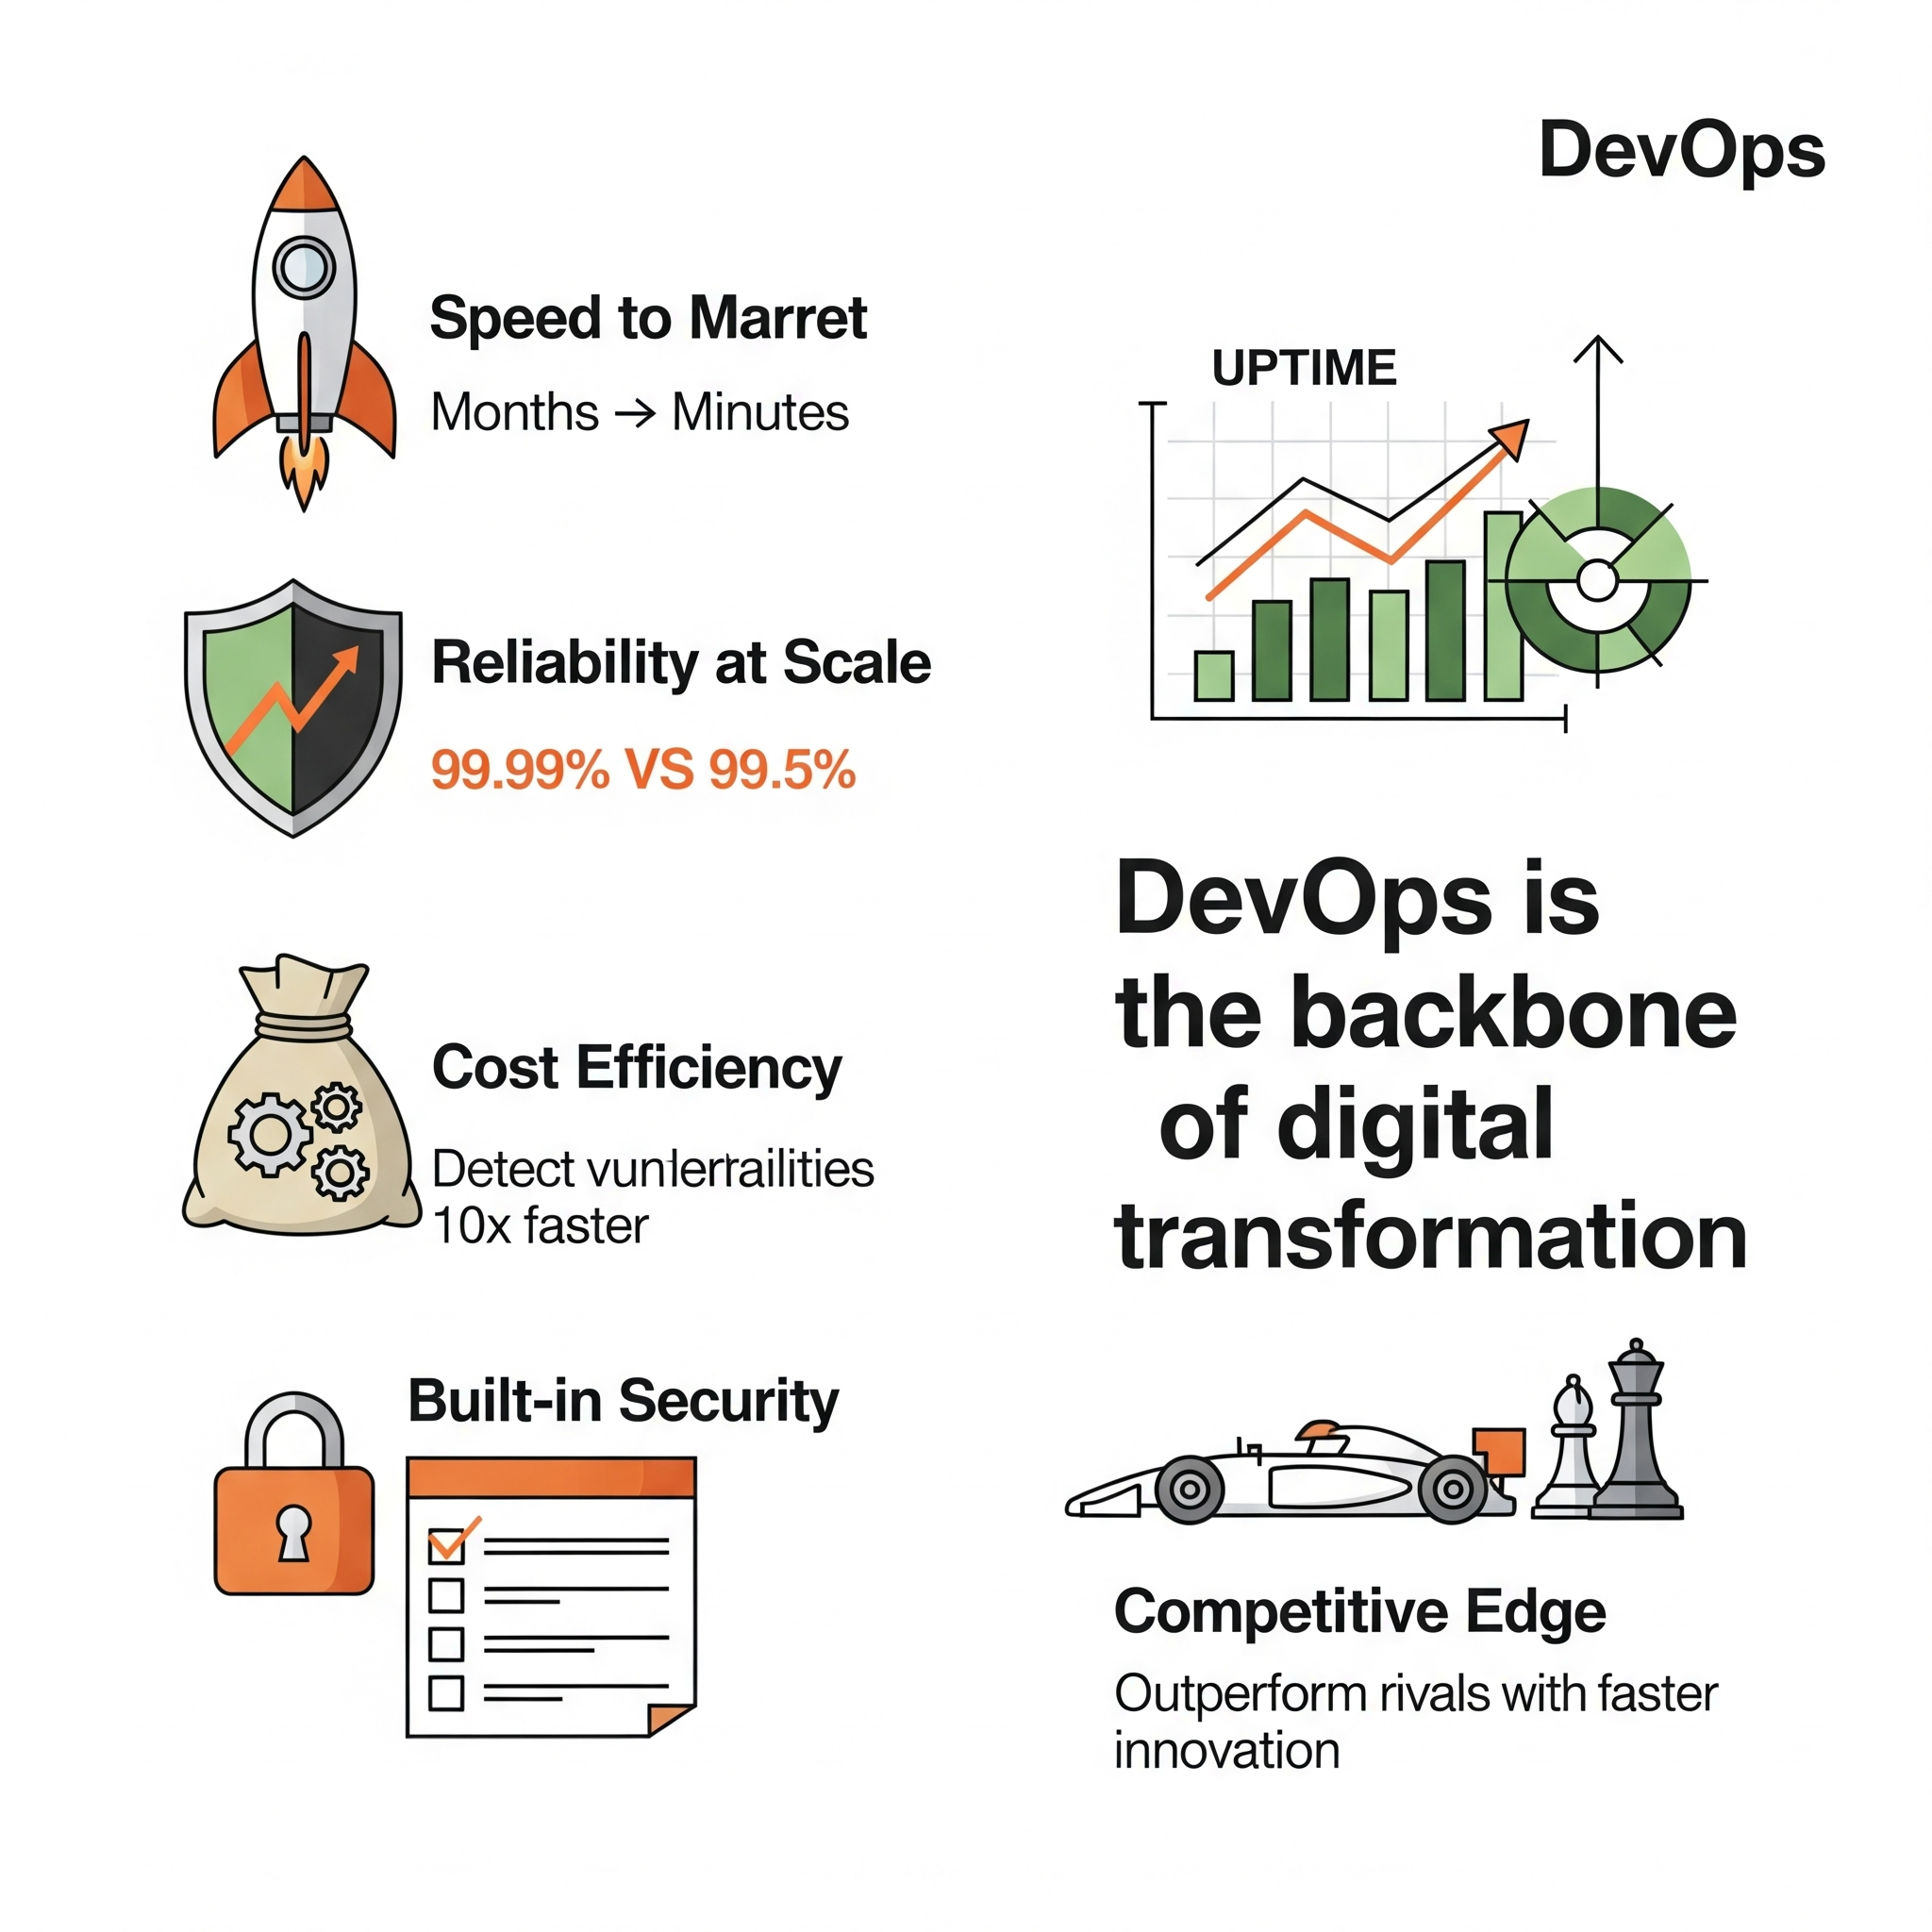 DevOps
Speed to Marret
Months → Minutes
UPTIME
Reliability at Scale
99.99% VS 99.5%
DevOps is
the backbone
of digital
transformation
Cost Efficiency
Detect
10x faster
Built-in Security
Competitive Edge
Outperform rivals with faster
innovation